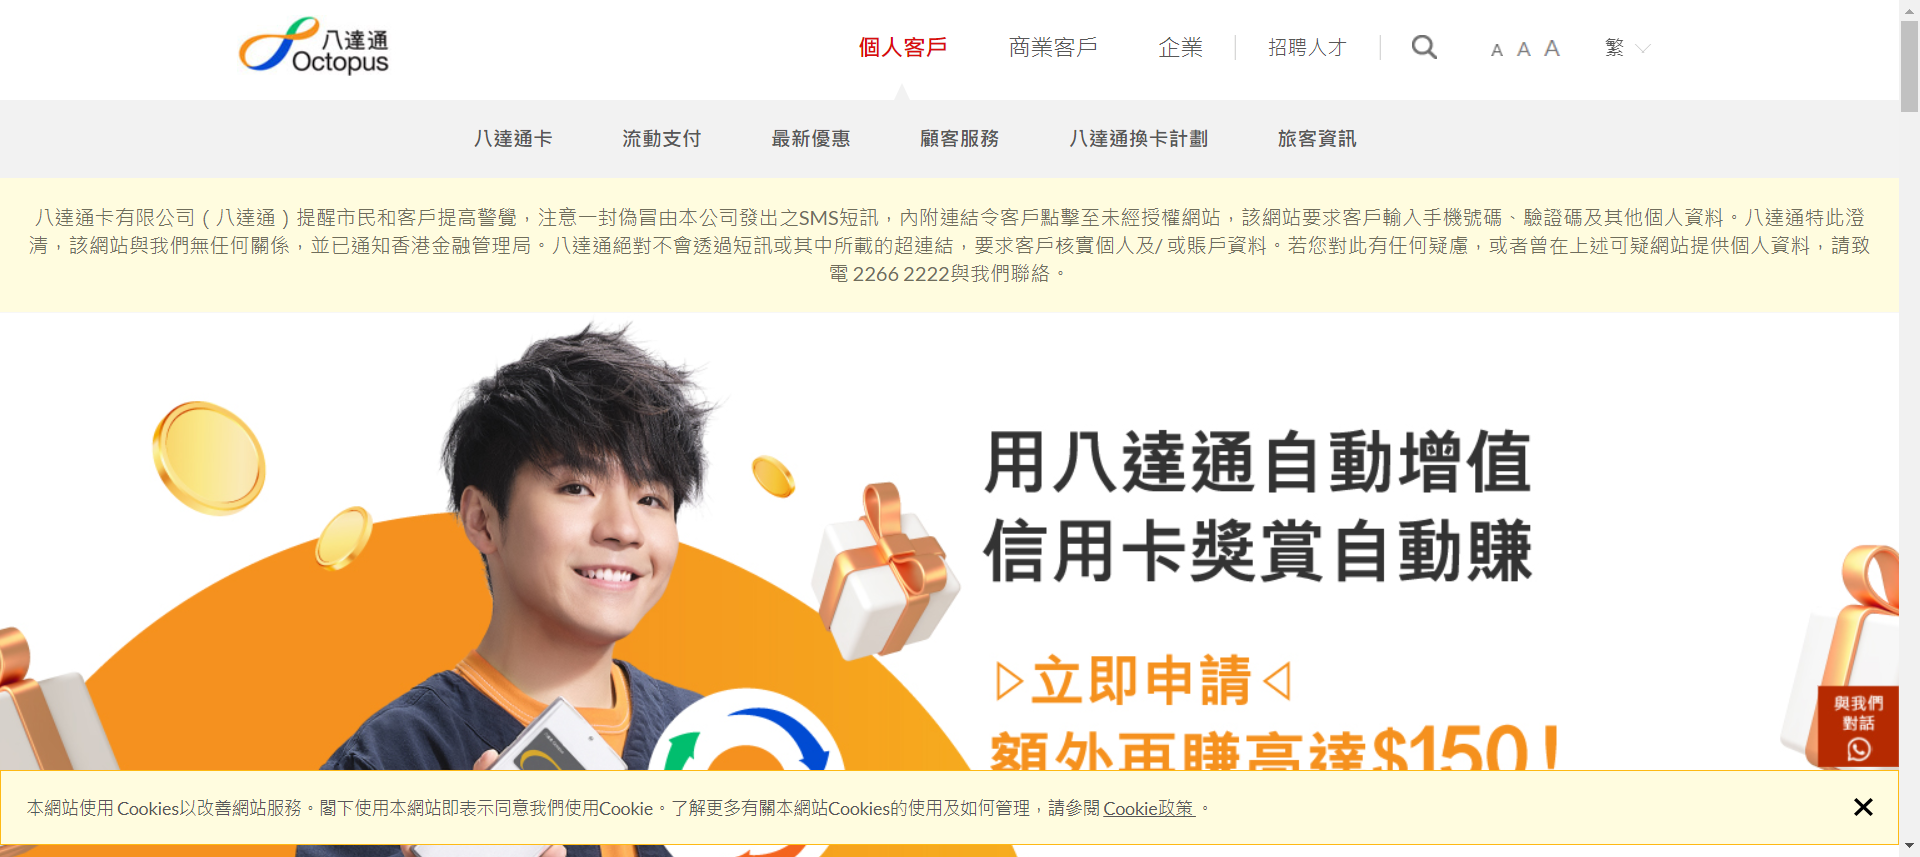 八達通
Octopus
個人客戶
商業客戶
企業
招聘人才
A A A
繁
八達通卡
流動支付
最新優惠
顧客服務
八達通換卡計劃
旅客資訊
八達通卡有限公司（八達通）提醒市民和客戶提高警覺，注意一封偽冒由本公司發出之SMS短訊，內附連結令客戶點擊至未經授權網站，該網站要求客戶輸入手機號碼、驗證碼及其他個人資料。八達通特此澄
清，該網站與我們無任何關係，並已通知香港金融管理局。八達通絕對不會透過短訊或其中所載的超連結，要求客戶核實個人及/ 或賬戶資料。若您對此有任何疑慮，或者曾在上述可疑網站提供個人資料，請致
電 2266 2222與我們聯絡。
用八達通自動增值
信用卡獎賞自動賺
立即申請
額外再賺高達$150！
與我們
對話
本網站使用 Cookies以改善網站服務。閣下使用本網站即表示同意我們使用Cookie。了解更多有關本網站Cookies的使用及如何管理，請參閱 Cookie政策 。